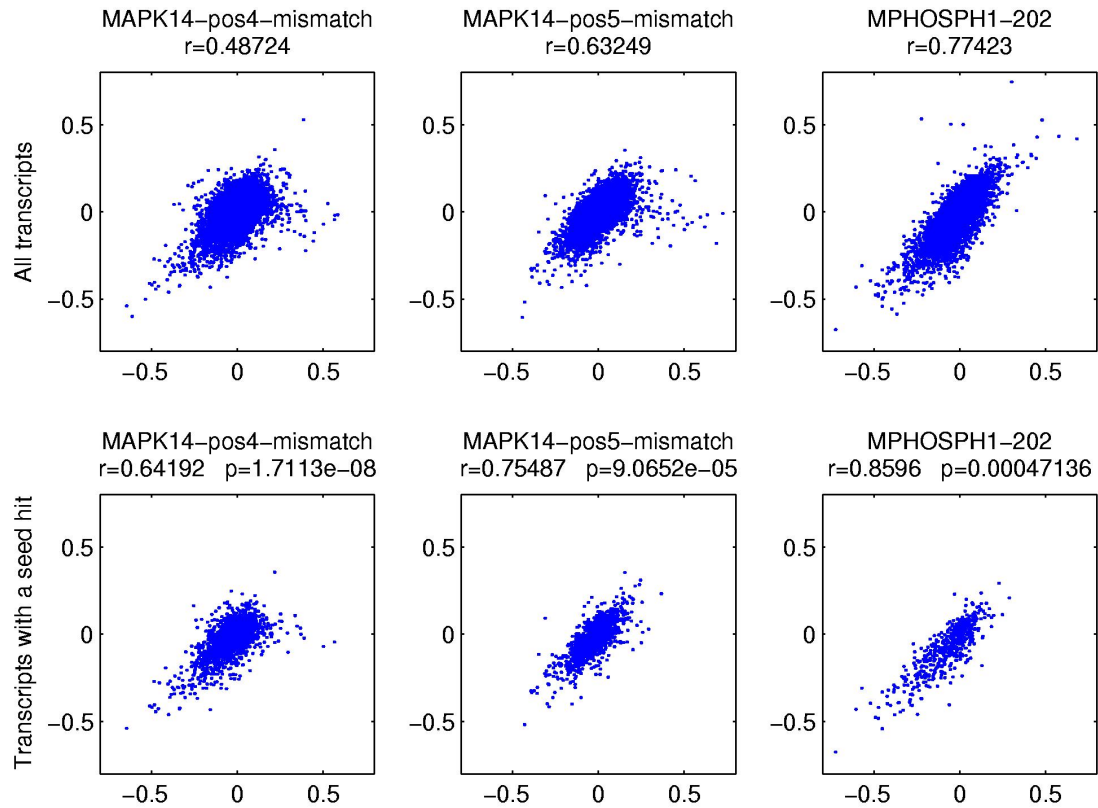 MAPK14−pos4−mismatch
r=0.48724
MAPK14−pos5−mismatch
r=0.63249
MPHOSPH1−202
r=0.77423
All transcripts
0.5
0
−0.5
−0.5 0 0.5
0.5
0
−0.5
−0.5 0 0.5
0.5
0
−0.5
−0.5 0 0.5
MAPK14−pos4−mismatch
r=0.64192 p=1.7113e−08
MAPK14−pos5−mismatch
r=0.75487 p=9.0652e−05
MPHOSPH1−202
r=0.8596 p=0.00047136
Transcripts with a seed hit
0.5
0
−0.5
−0.5 0 0.5
0.5
0
−0.5
−0.5 0 0.5
0.5
0
−0.5
−0.5 0 0.5